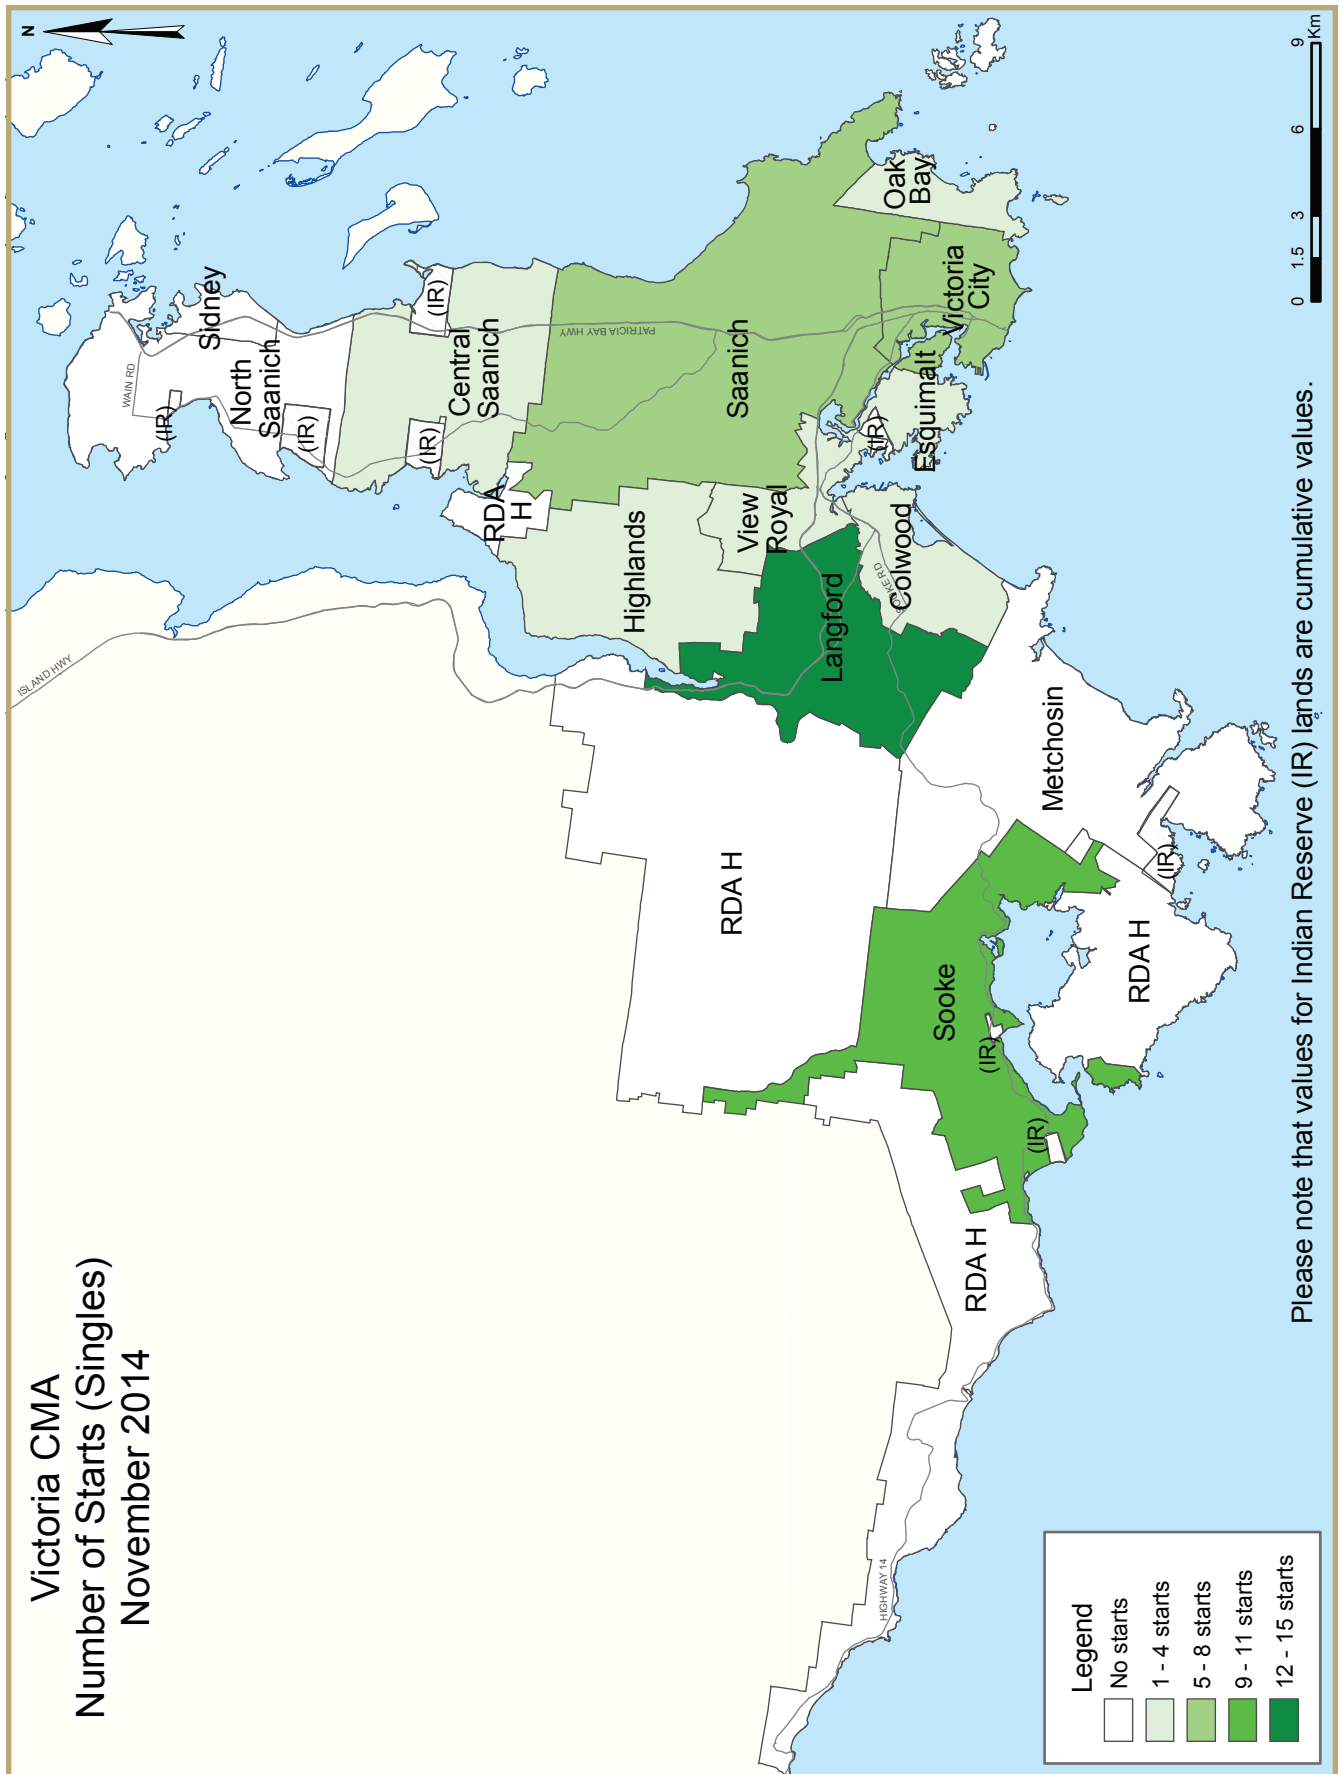 Victoria CMA
Number of Starts (Singles)
November 2014
N
ISLAND HWY
WAIN RD
Sidney
North
Saanich
(IR)
(IR)
(IR)
Central
Saanich
(IR)
RDA
H
PATRICIA BAY HWY
Saanich
Highlands
View
Royal
Oak
Bay
Victoria
City
Esquimalt
(IR)
Langford
Colwood
Metchosin
(IR)
RDA H
Sooke
(IR)
(IR)
RDA H
RDA H
HIGHWAY 14
Legend
No starts
1 - 4 starts
5 - 8 starts
9 - 11 starts
12 - 15 starts
0 1.5 3 6 9
Km
Please note that values for Indian Reserve (IR) lands are cumulative values.